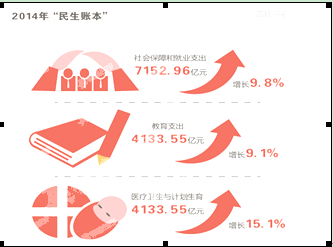 2014年“民生账本”
社会保障和就业支出
7152.96亿元
增长9.8%
教育支出
4133.55亿元
增长9.1%
医疗卫生与计划生育
4133.55亿元
增长15.1%